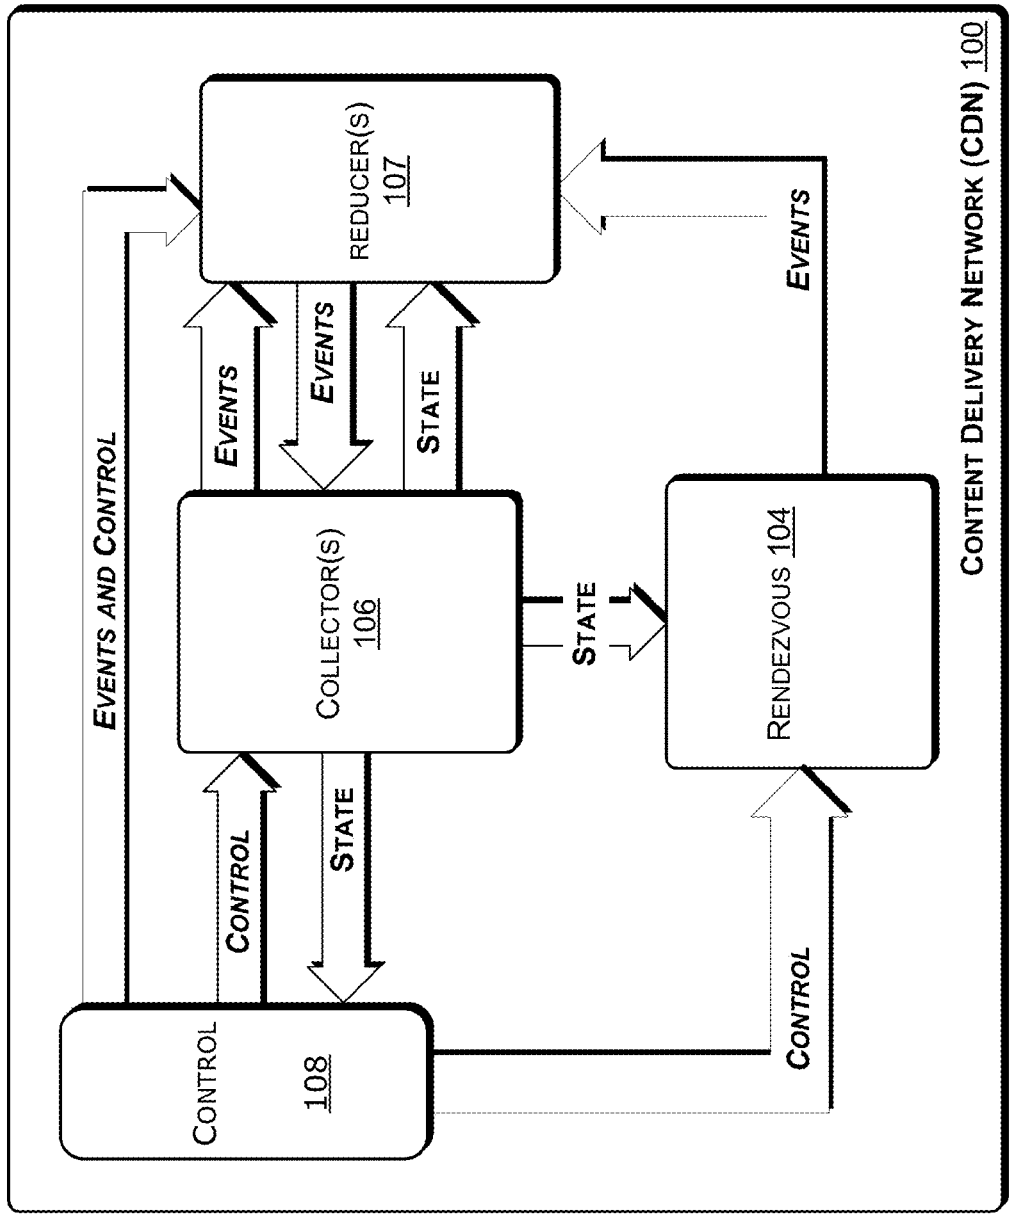 EVENTS AND CONTROL
CONTROL
108
CONTROL
STATE
COLLECTOR(S)
106
EVENTS
EVENTS
STATE
REDUCER(S)
107
STATE
CONTROL
RENDEZVOUS 104
EVENTS
CONTENT DELIVERY NETWORK (CDN) 100